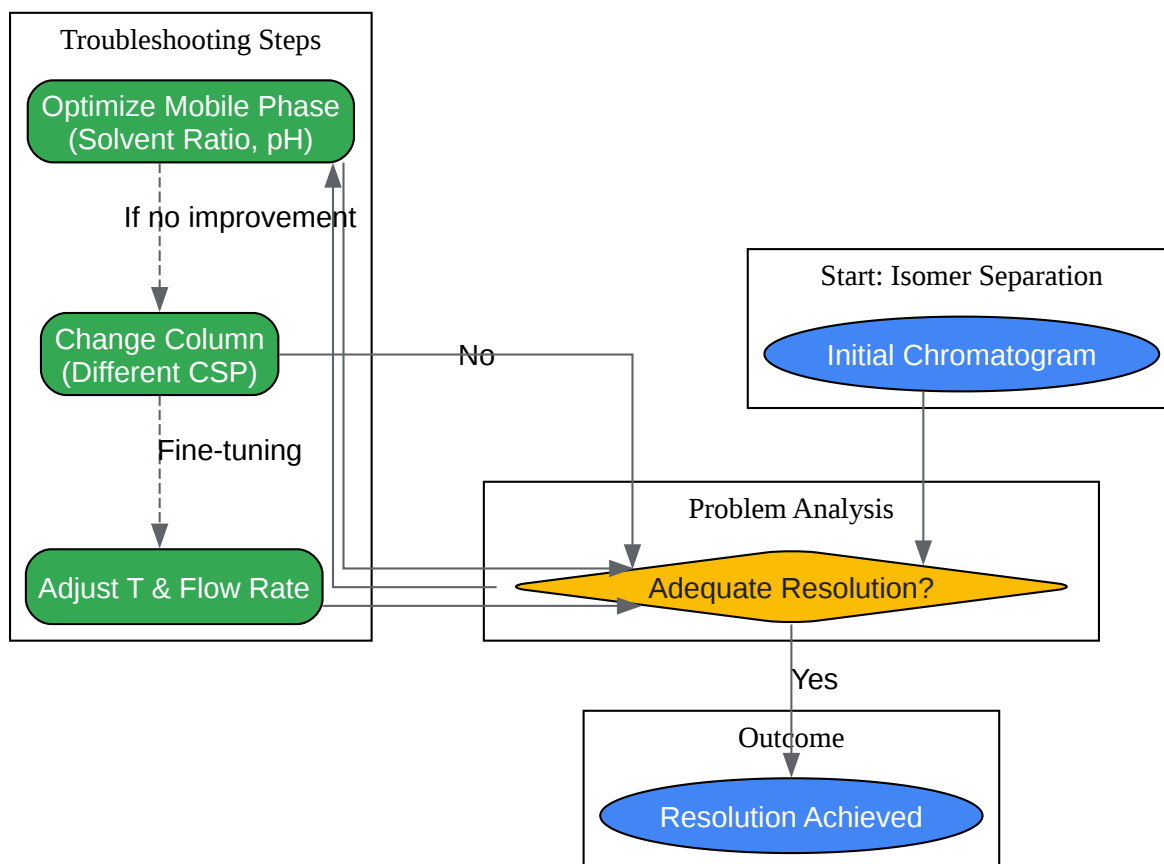 Troubleshooting Steps
Optimize Mobile Phase
(Solvent Ratio, pH)
If no improvement
Change Column
(Different CSP)
Fine-tuning
Adjust T & Flow Rate
No
Start: Isomer Separation
Initial Chromatogram
Problem Analysis
Adequate Resolution?
Yes
Outcome
Resolution Achieved